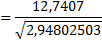 = 12,7407 / √2,94802503